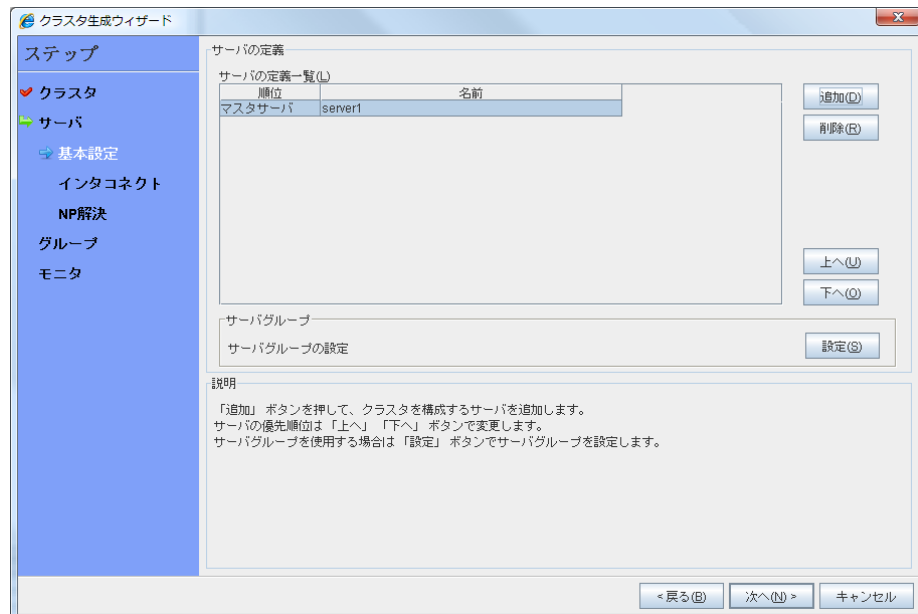 クラスタ生成ウィザード
ステップ
クラスタ
サーバ
基本設定
インタコネクト
NP解決
グループ
モニタ
サーバの定義
サーバの定義一覧(L)
順位 名前
マスタサーバ server1
追加(D)
削除(R)
上へ(U)
下へ(O)
サーバグループ
サーバグループの設定
設定(S)
説明
「追加」 ボタンを押して、クラスタを構成するサーバを追加します。
サーバの優先順位は「上へ」 「下へ」 ボタンで変更します。
サーバグループを使用する場合は「設定」 ボタンでサーバグループを設定します。
<戻る(B)
次へ(N) >
キャンセル